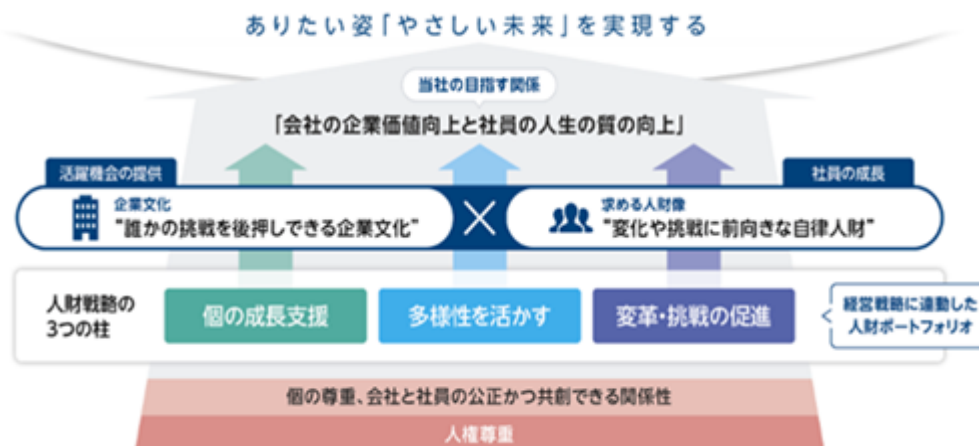 ありたい姿「やさしい未来」を実現する
当社の目指す関係
「会社の企業価値向上と社員の人生の質の向上」
活躍機会の提供
社員の成長
企業文化
“誰かの挑戦を後押しできる企業文化”
×
求める人財像
“変化や挑戦に前向きな自律人財”
人財戦略の
3つの柱
個の成長支援
多様性を活かす
変革・挑戦の促進
経営戦略に連動した
人財ポートフォリオ
個の尊重、会社と社員の公正かつ共創できる関係性
人権尊重